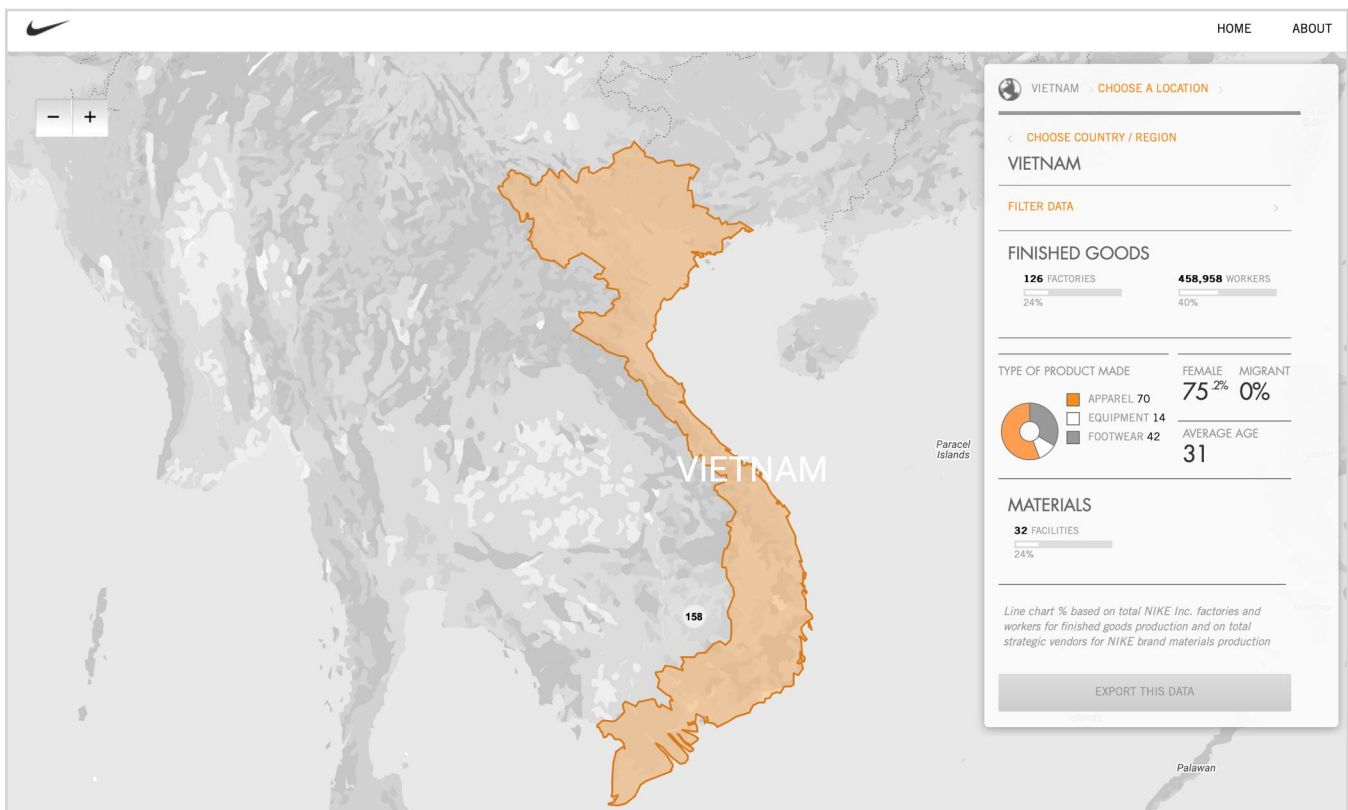 HOME ABOUT
− +
VIETNAM > CHOOSE A LOCATION >
< CHOOSE COUNTRY / REGION
VIETNAM
FILTER DATA >
FINISHED GOODS
126 FACTORIES
24%
458,958 WORKERS
40%
TYPE OF PRODUCT MADE
APPAREL 70
EQUIPMENT 14
FOOTWEAR 42
FEMALE MIGRANT
75.2% 0%
AVERAGE AGE
31
MATERIALS
32 FACILITIES
24%
Line chart % based on total NIKE Inc. factories and
workers for finished goods production and on total
strategic vendors for NIKE brand materials production
EXPORT THIS DATA
Paracel
Islands
VIETNAM
158
Palawan